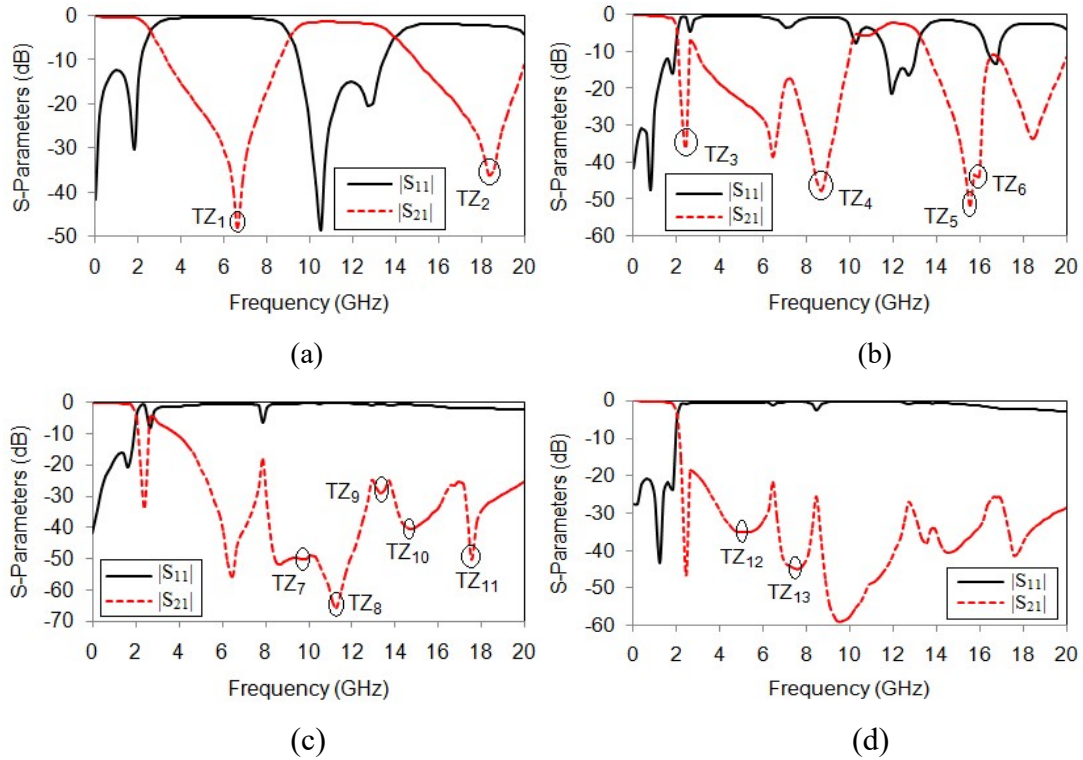 S-Parameters (dB)
0
-10
-20
-30
-40
-50
TZ1
TZ2
|S11|
|S21|
0 2 4 6 8 10 12 14 16 18 20
Frequency (GHz)
(a)
S-Parameters (dB)
0
-10
-20
-30
-40
-50
-60
TZ3
TZ4
TZ5
TZ6
|S11|
|S21|
0 2 4 6 8 10 12 14 16 18 20
Frequency (GHz)
(b)
S-Parameters (dB)
0
-10
-20
-30
-40
-50
-60
-70
TZ7
TZ8
TZ9
TZ10
TZ11
|S11|
|S21|
0 2 4 6 8 10 12 14 16 18 20
Frequency (GHz)
(c)
S-Parameters (dB)
0
-10
-20
-30
-40
-50
-60
TZ12
TZ13
|S11|
|S21|
0 2 4 6 8 10 12 14 16 18 20
Frequency (GHz)
(d)